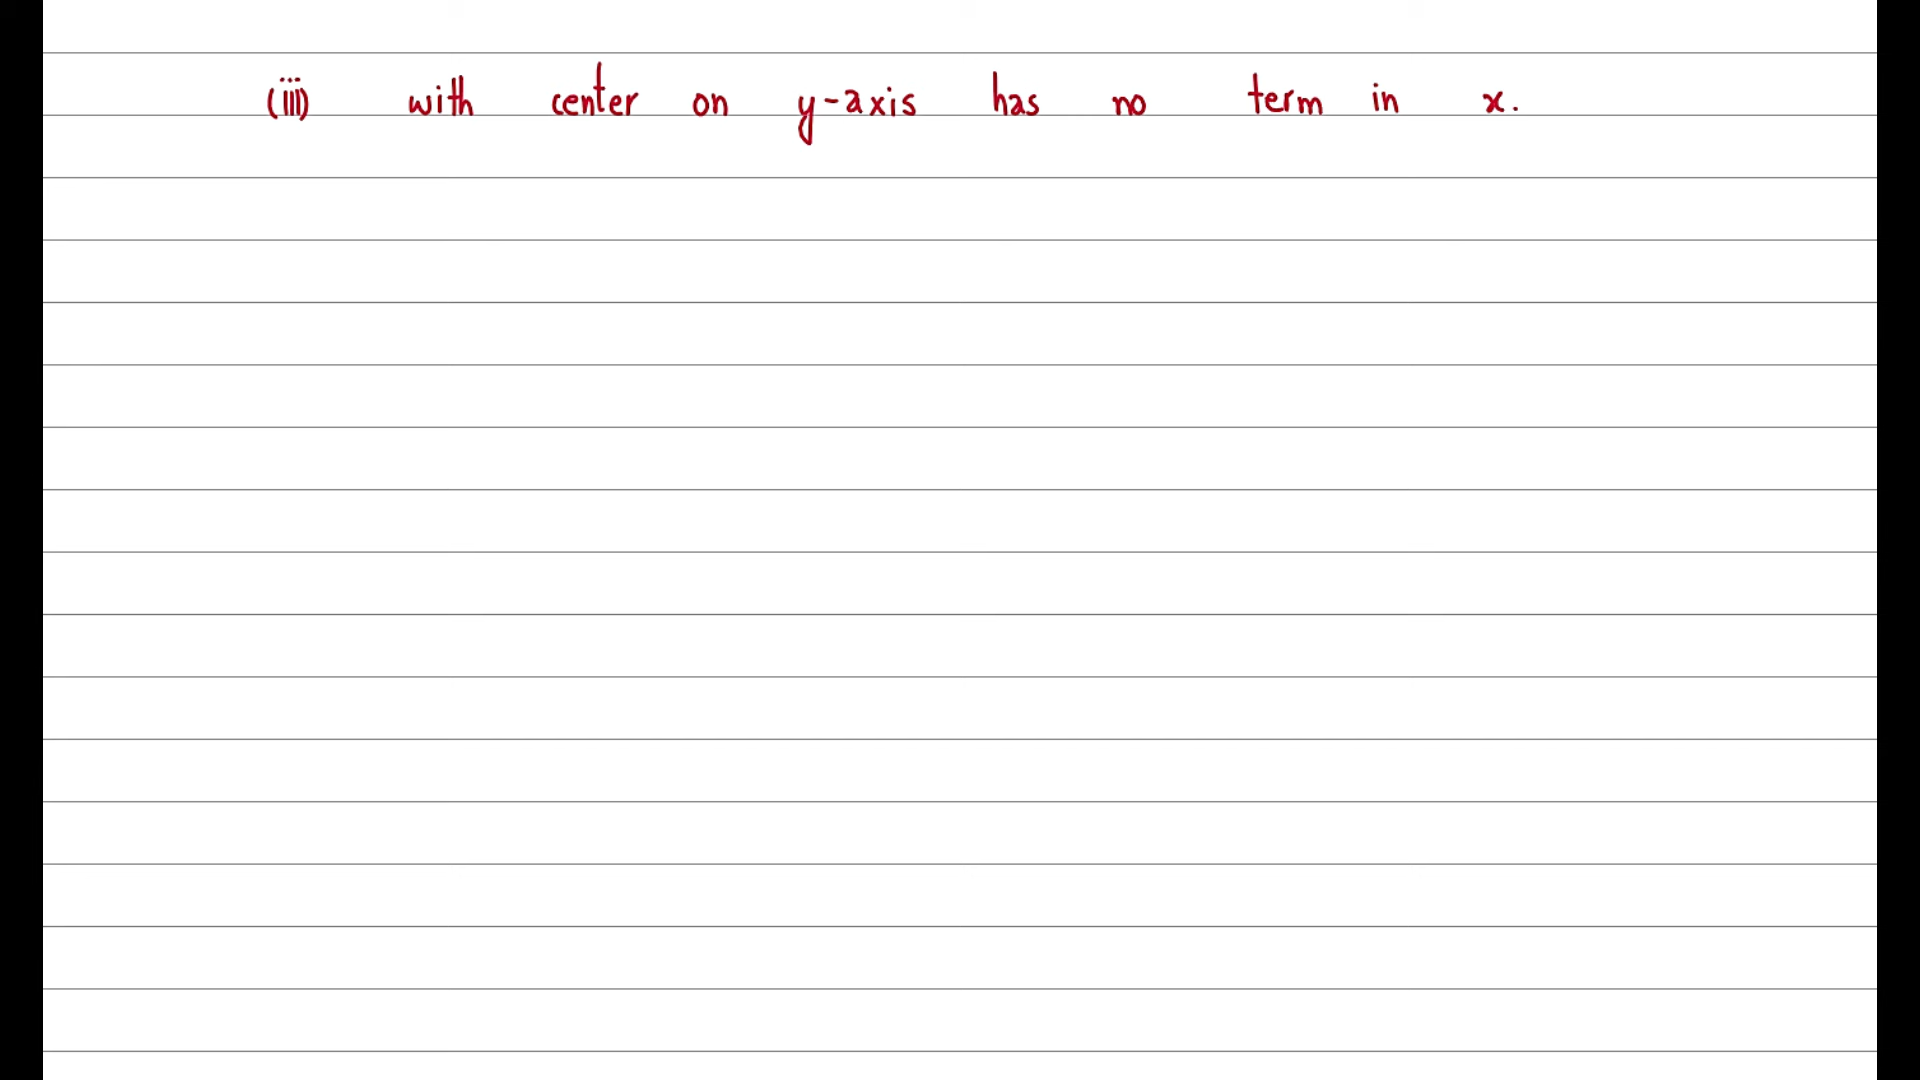 (iii) with center on y-axis has no term in x.